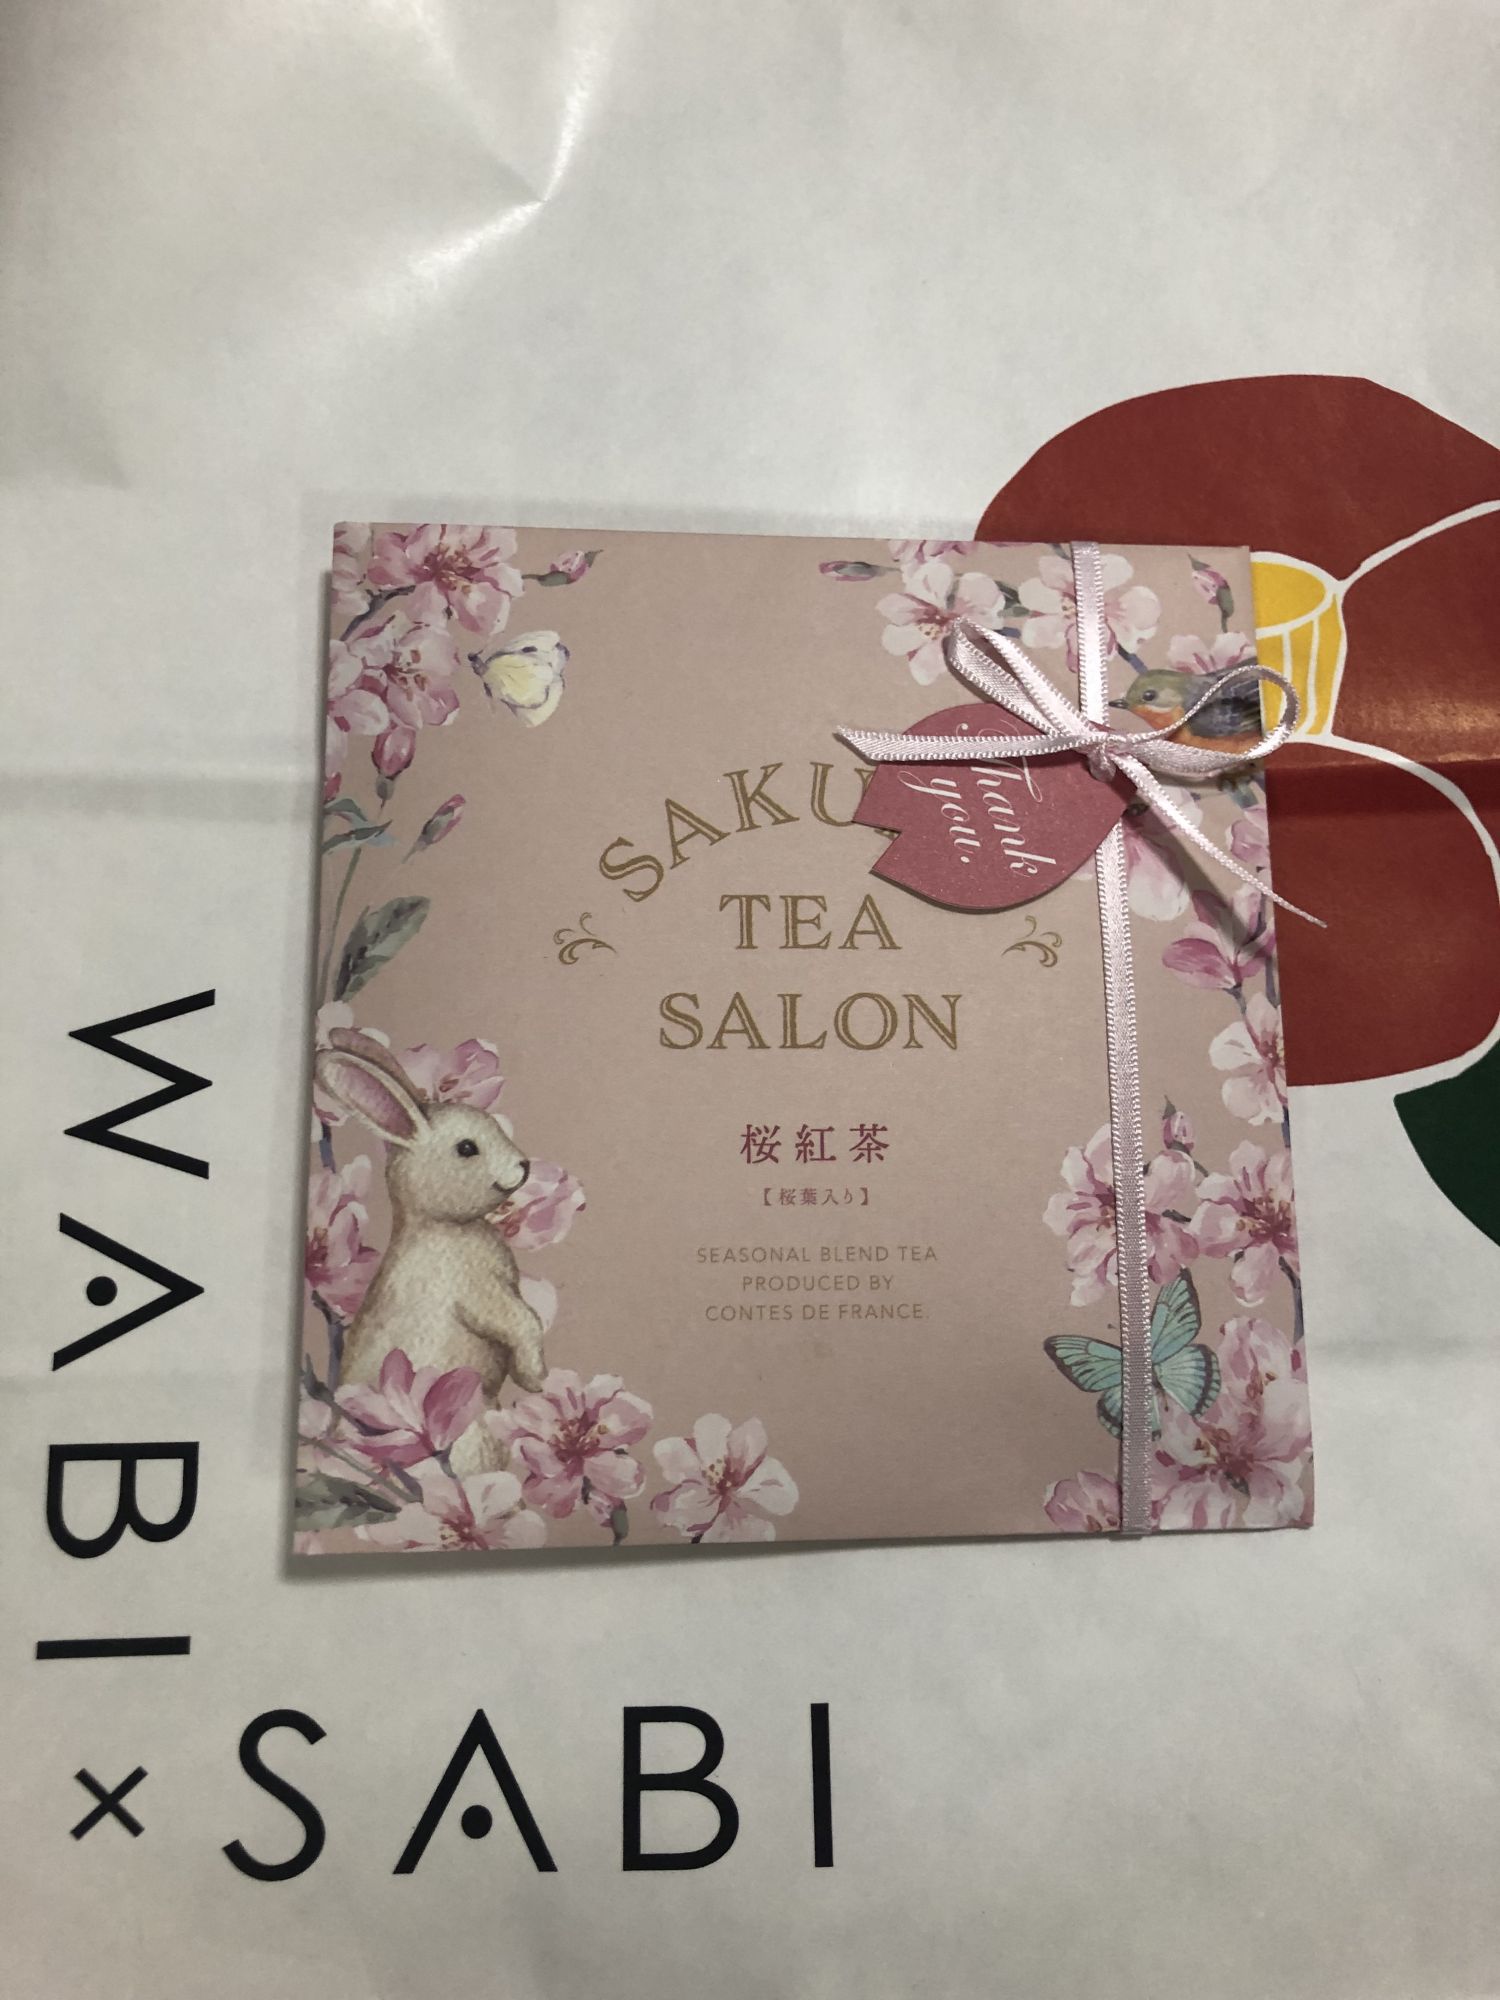 SAKU
TEA
SALON
Thank
you.
桜紅茶
【桜葉入り】
SEASONAL BLEND TEA
PRODUCED BY
CONTES DE FRANCE.
WABI
×SABI